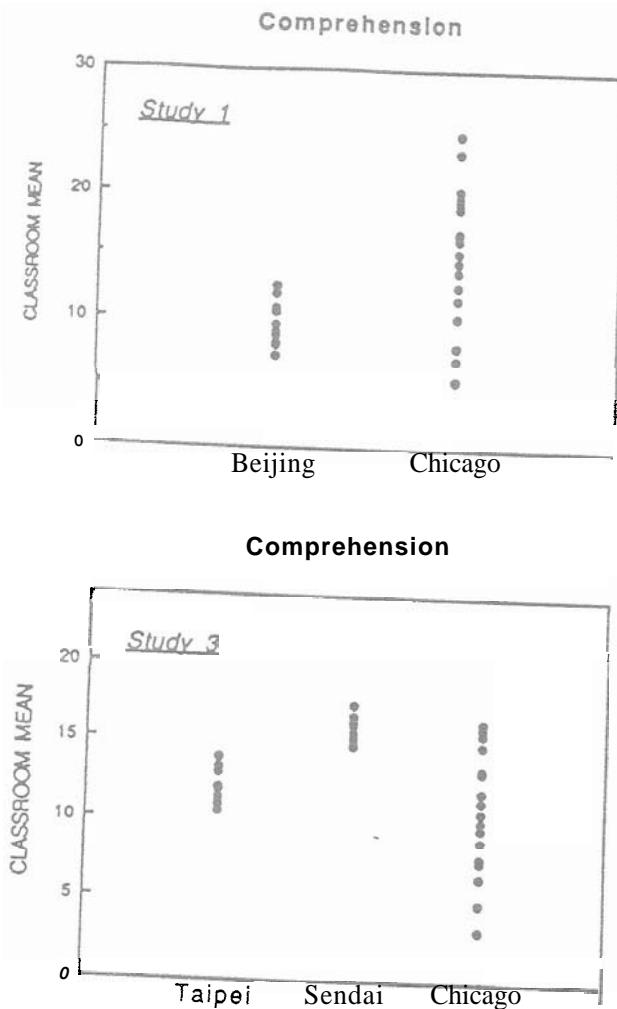 Comprehension
30
Study 1
20
CLASSROOM MEAN
10
0
Beijing Chicago
Comprehension
Study 3
20
15
CLASSROOM MEAN
10
5
0
Taipei Sendai Chicago